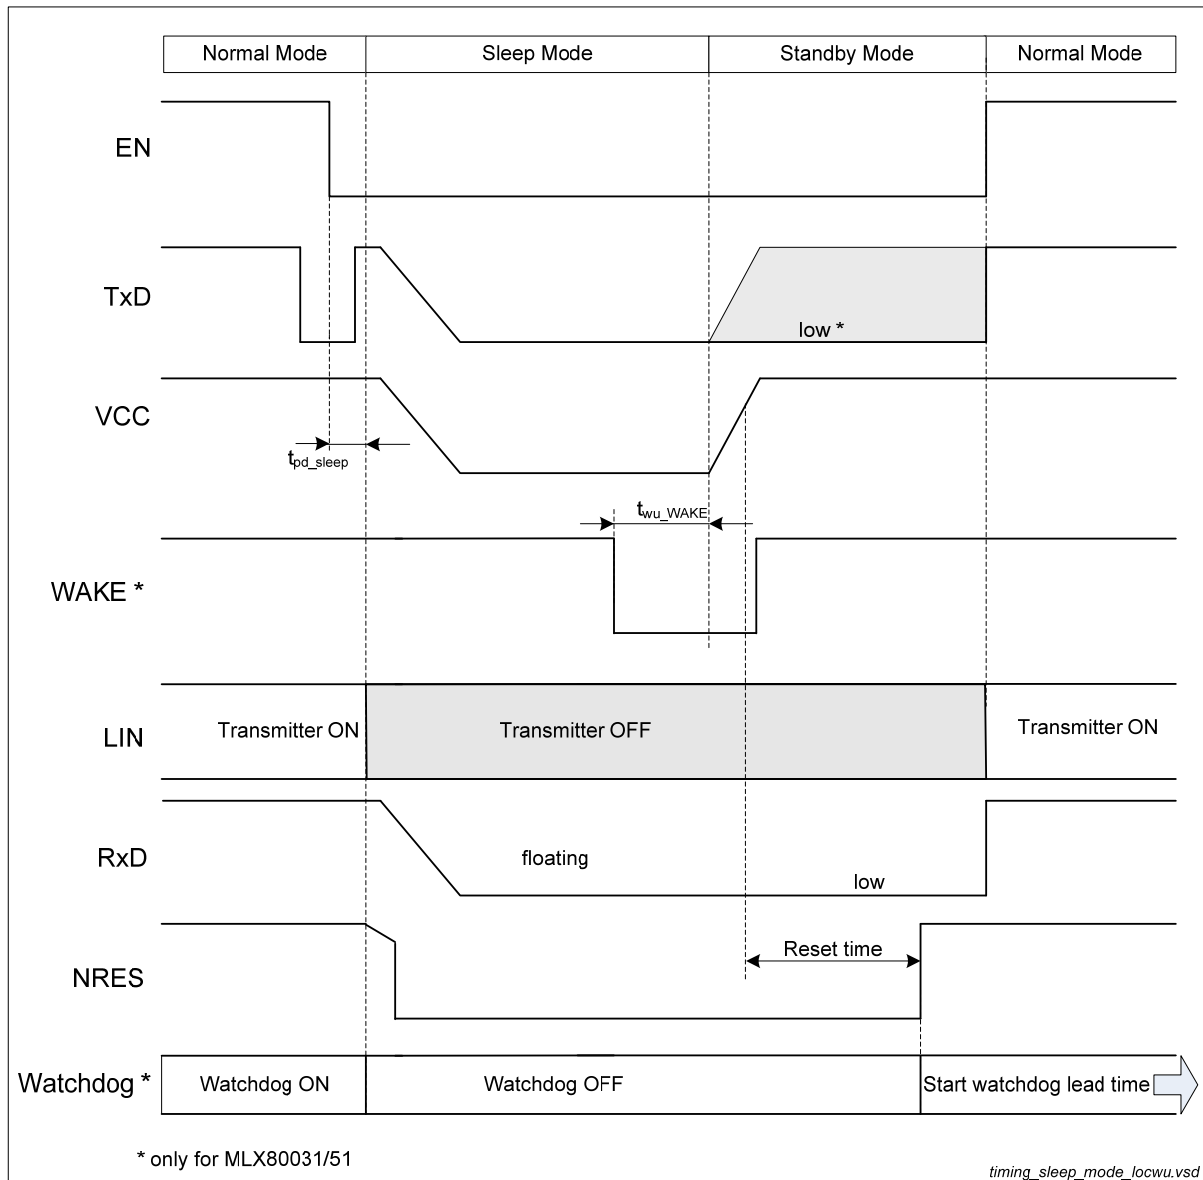 Normal Mode Sleep Mode Standby Mode Normal Mode
EN
TxD
low *
VCC
tpd_sleep
twu_WAKE
WAKE *
LIN
Transmitter ON Transmitter OFF Transmitter ON
RxD
floating
low
NRES
Reset time
Watchdog * Watchdog ON Watchdog OFF Start watchdog lead time
* only for MLX80031/51
timing_sleep_mode_locwu.vsd